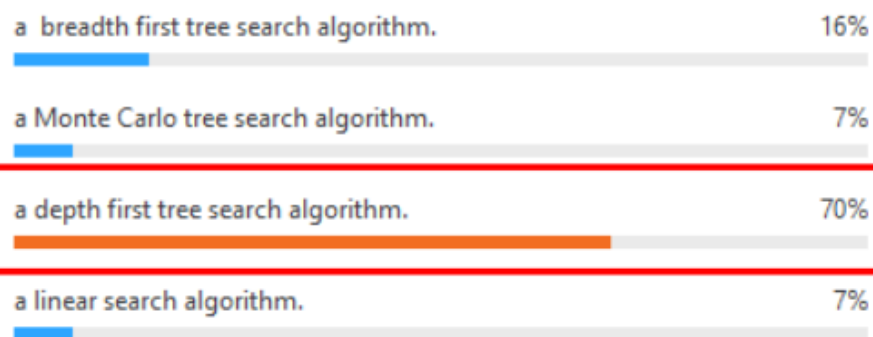 a  breadth first tree search algorithm. 16%
a Monte Carlo tree search algorithm. 7%
a depth first tree search algorithm. 70%
a linear search algorithm. 7%